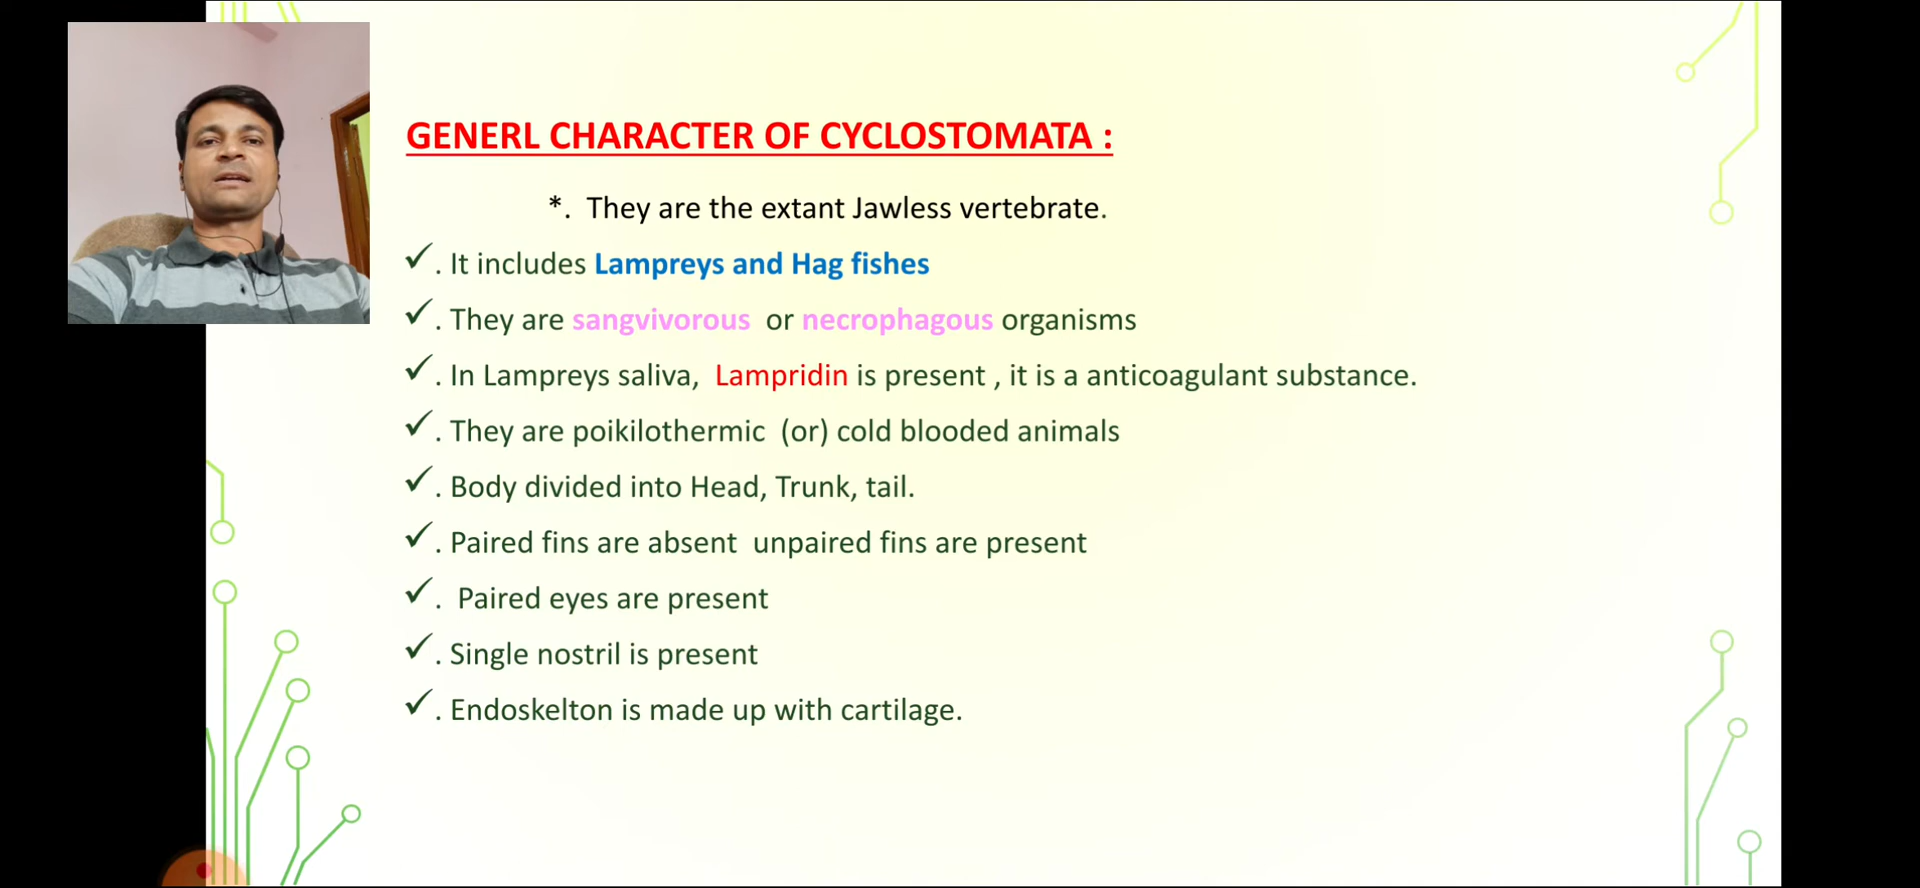 GENERL CHARACTER OF CYCLOSTOMATA :
*. They are the extant Jawless vertebrate.
✓. It includes Lampreys and Hag fishes
✓. They are sangvivorous or necrophagous organisms
✓. In Lampreys saliva, Lampridin is present , it is a anticoagulant substance.
✓. They are poikilothermic (or) cold blooded animals
✓. Body divided into Head, Trunk, tail.
✓. Paired fins are absent unpaired fins are present
✓. Paired eyes are present
✓. Single nostril is present
✓. Endoskelton is made up with cartilage.